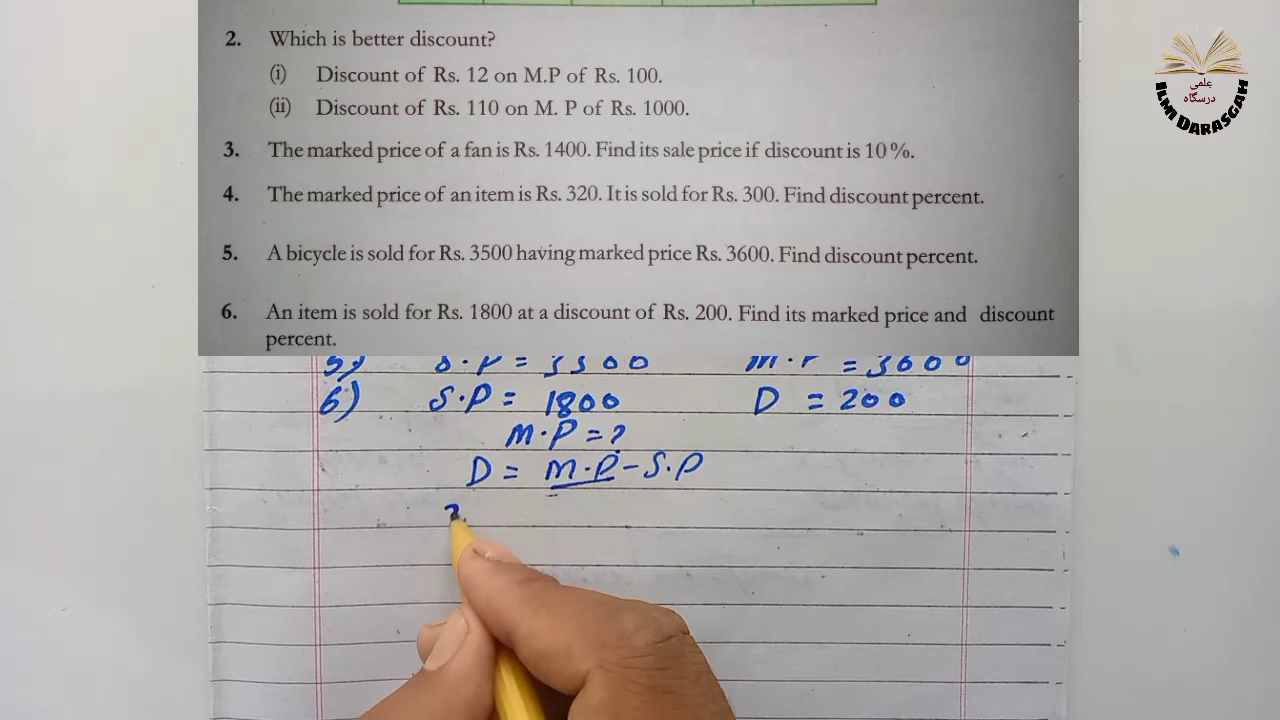 2. Which is better discount?
(i) Discount of Rs. 12 on M.P of Rs. 100.
(ii) Discount of Rs. 110 on M. P of Rs. 1000.
3. The marked price of a fan is Rs. 1400. Find its sale price if discount is 10%.
4. The marked price of an item is Rs. 320. It is sold for Rs. 300. Find discount percent.
5. A bicycle is sold for Rs. 3500 having marked price Rs. 3600. Find discount percent.
6. An item is sold for Rs. 1800 at a discount of Rs. 200. Find its marked price and discount
percent.
5) S.P = 3500 M.P = 3600
6) S.P = 1800 D = 200
M.P = ?
D = M.P - S.P
علمی
درسگاہ
ILMI DARASGAH